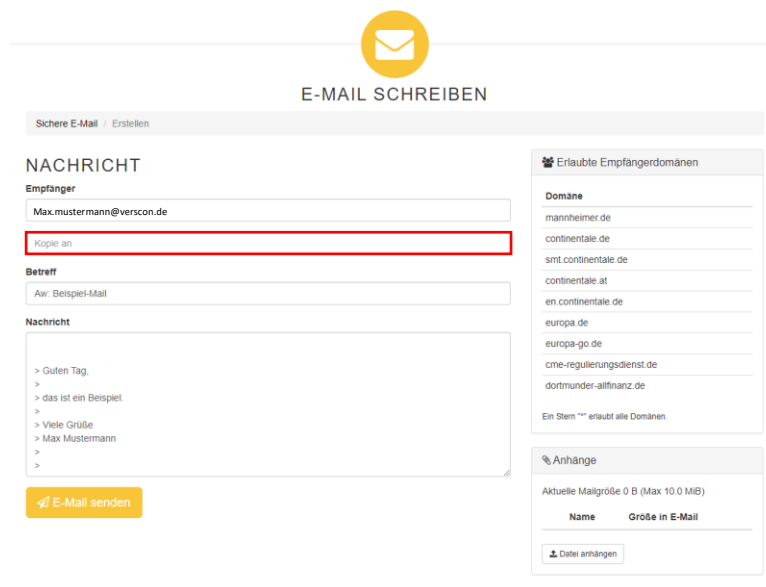 E-MAIL SCHREIBEN
Sichere E-Mail / Erstellen
NACHRICHT
Empfänger
Max.mustermann@verscon.de
Kopie an
Betreff
Aw: Beispiel-Mail
Nachricht
> Guten Tag,
>
> das ist ein Beispiel.
>
> Viele Grüße
> Max Mustermann
>
>
E-Mail senden
Erlaubte Empfängerdomänen
Domäne
mannheimer.de
continentale.de
smt.continentale.de
continentale.at
en.continentale.de
europa.de
europa-go.de
cme-regulierungsdienst.de
dortmunder-allfinanz.de
Ein Stern "*" erlaubt alle Domänen.
Anhänge
Aktuelle Mailgröße 0 B (Max 10.0 MiB)
Name Größe in E-Mail
Datei anhängen